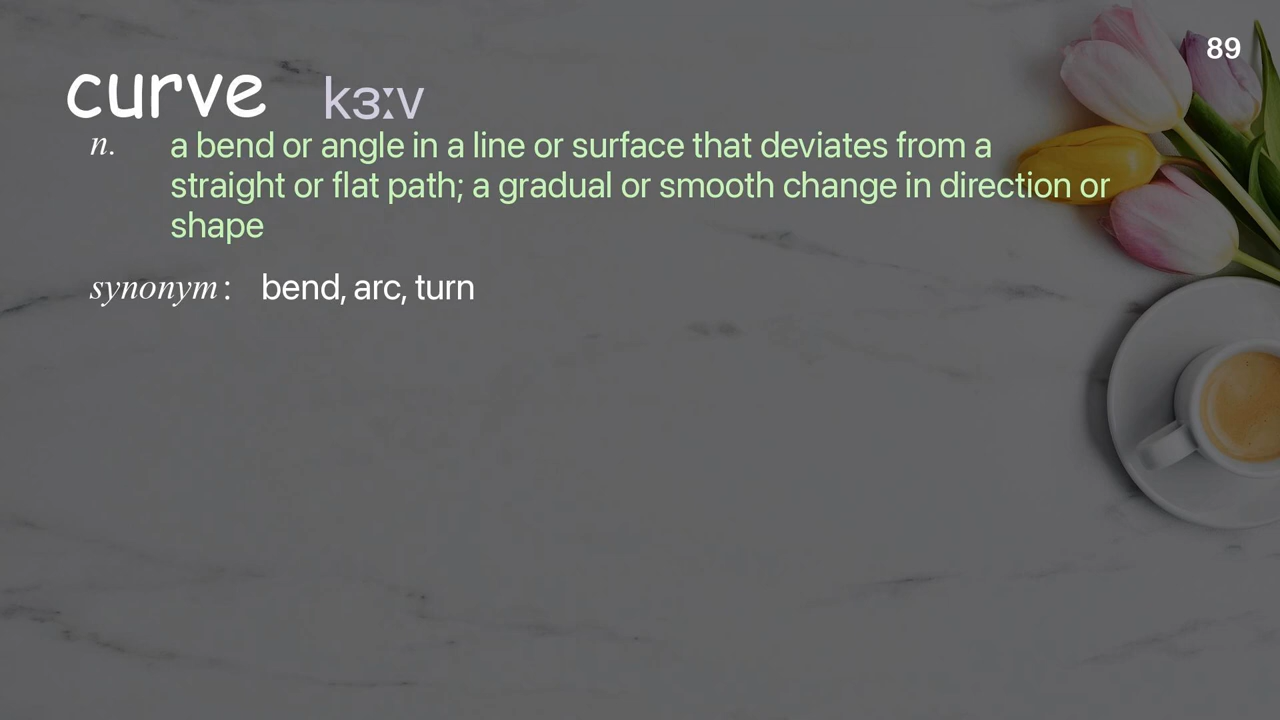 89
curve kɜːv
n. a bend or angle in a line or surface that deviates from a
straight or flat path; a gradual or smooth change in direction or
shape
synonym: bend, arc, turn